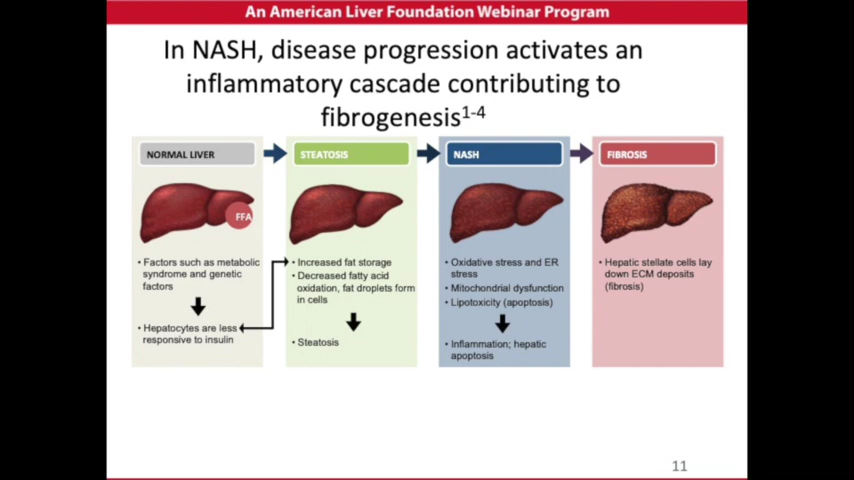 An American Liver Foundation Webinar Program
In NASH, disease progression activates an
inflammatory cascade contributing to
fibrogenesis1-4
NORMAL LIVER
FFA
• Factors such as metabolic
syndrome and genetic
factors
• Hepatocytes are less
responsive to insulin
STEATOSIS
• Increased fat storage
• Decreased fatty acid
oxidation, fat droplets form
in cells
• Steatosis
NASH
• Oxidative stress and ER
stress
• Mitochondrial dysfunction
• Lipotoxicity (apoptosis)
• Inflammation; hepatic
apoptosis
FIBROSIS
• Hepatic stellate cells lay
down ECM deposits
(fibrosis)
11